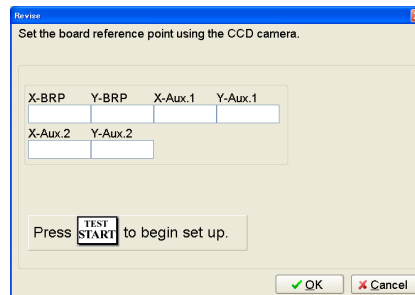 Revise
Set the board reference point using the CCD camera.
X-BRP Y-BRP X-Aux.1 Y-Aux.1
X-Aux.2 Y-Aux.2
Press TEST START to begin set up.
OK Cancel